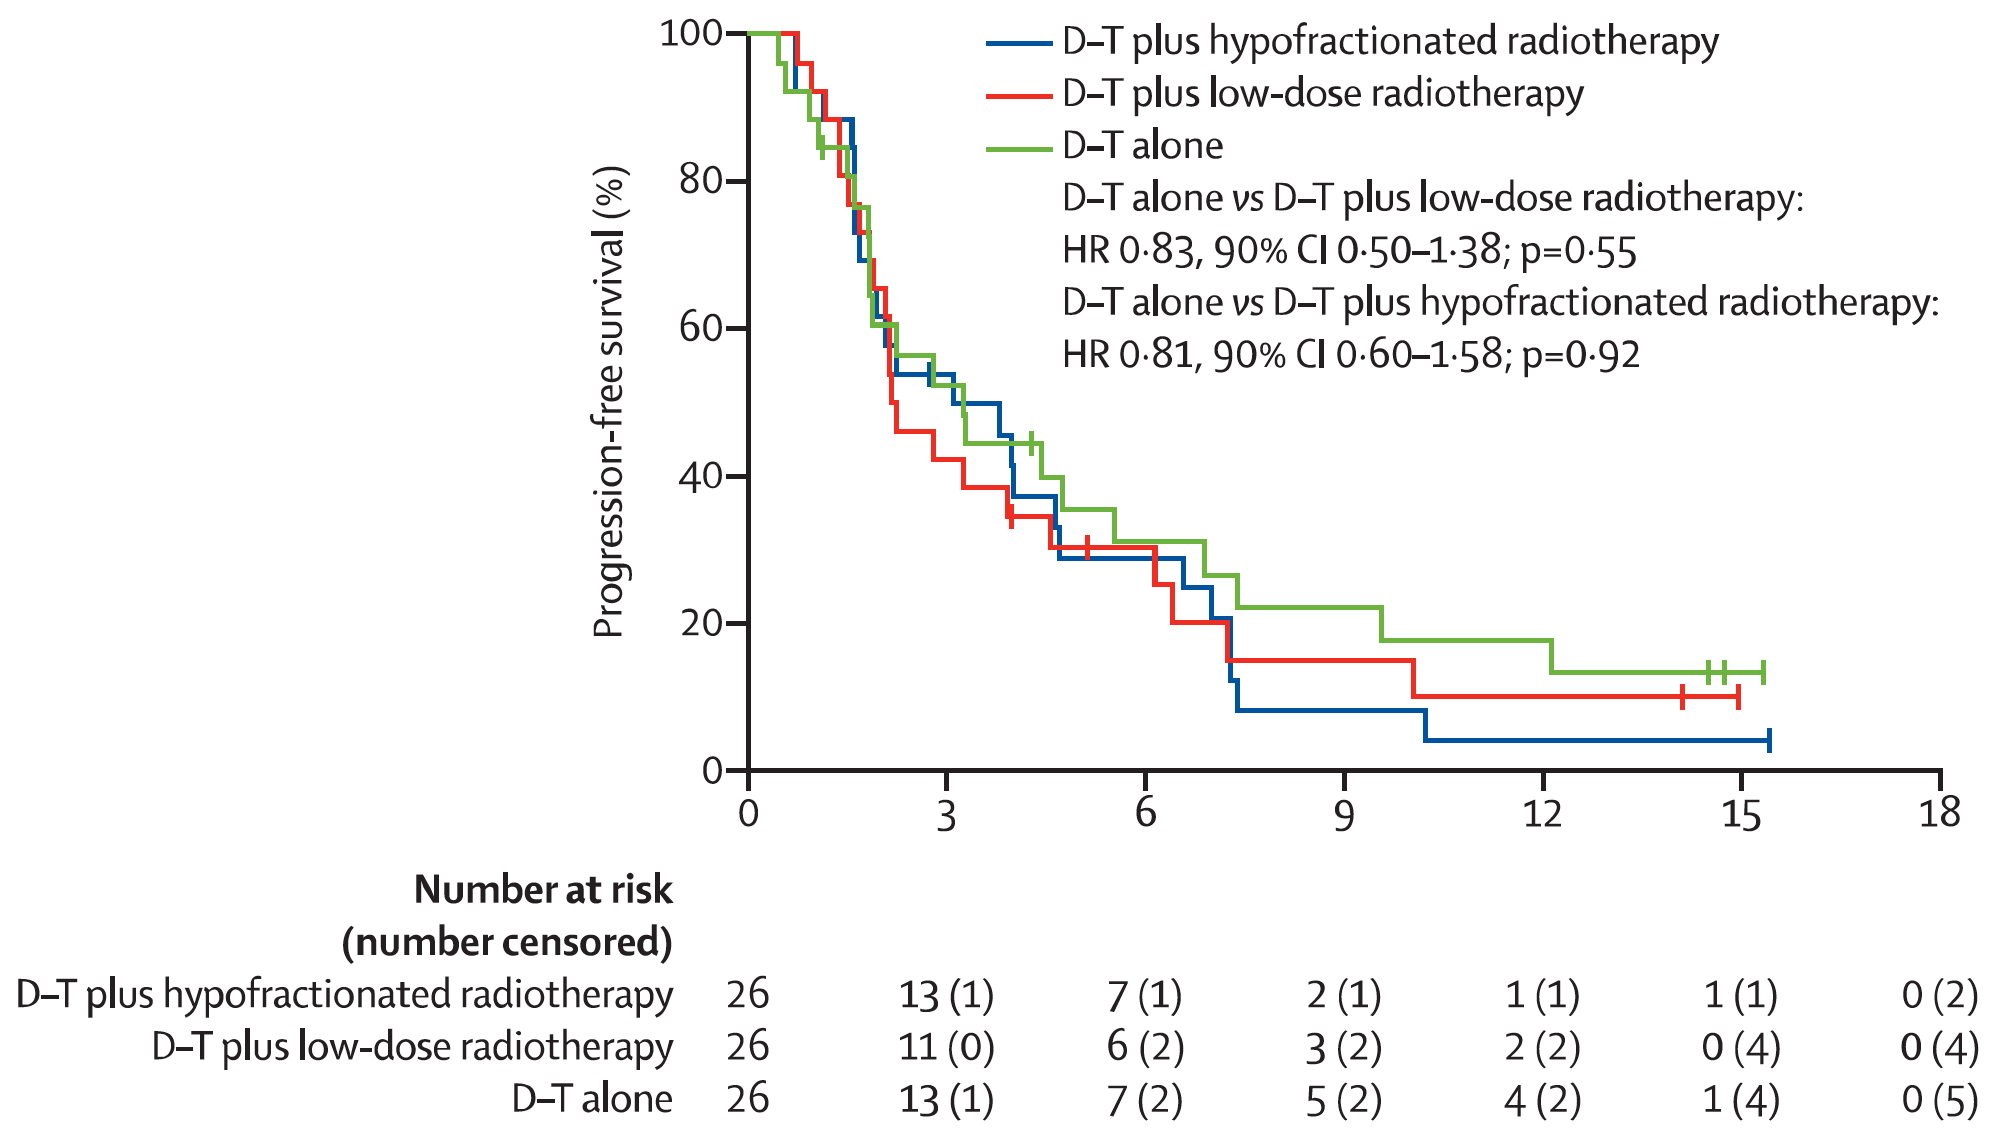 100
80
60
40
20
0
Progression-free survival (%)
D–T plus hypofractionated radiotherapy
D–T plus low-dose radiotherapy
D–T alone
D–T alone vs D–T plus low-dose radiotherapy:
HR 0·83, 90% CI 0·50–1·38; p=0·55
D–T alone vs D–T plus hypofractionated radiotherapy:
HR 0·81, 90% CI 0·60–1·58; p=0·92
0 3 6 9 12 15 18
Number at risk
(number censored)
D–T plus hypofractionated radiotherapy 26 13 (1) 7 (1) 2 (1) 1 (1) 1 (1) 0 (2)
D–T plus low-dose radiotherapy 26 11 (0) 6 (2) 3 (2) 2 (2) 0 (4) 0 (4)
D–T alone 26 13 (1) 7 (2) 5 (2) 4 (2) 1 (4) 0 (5)